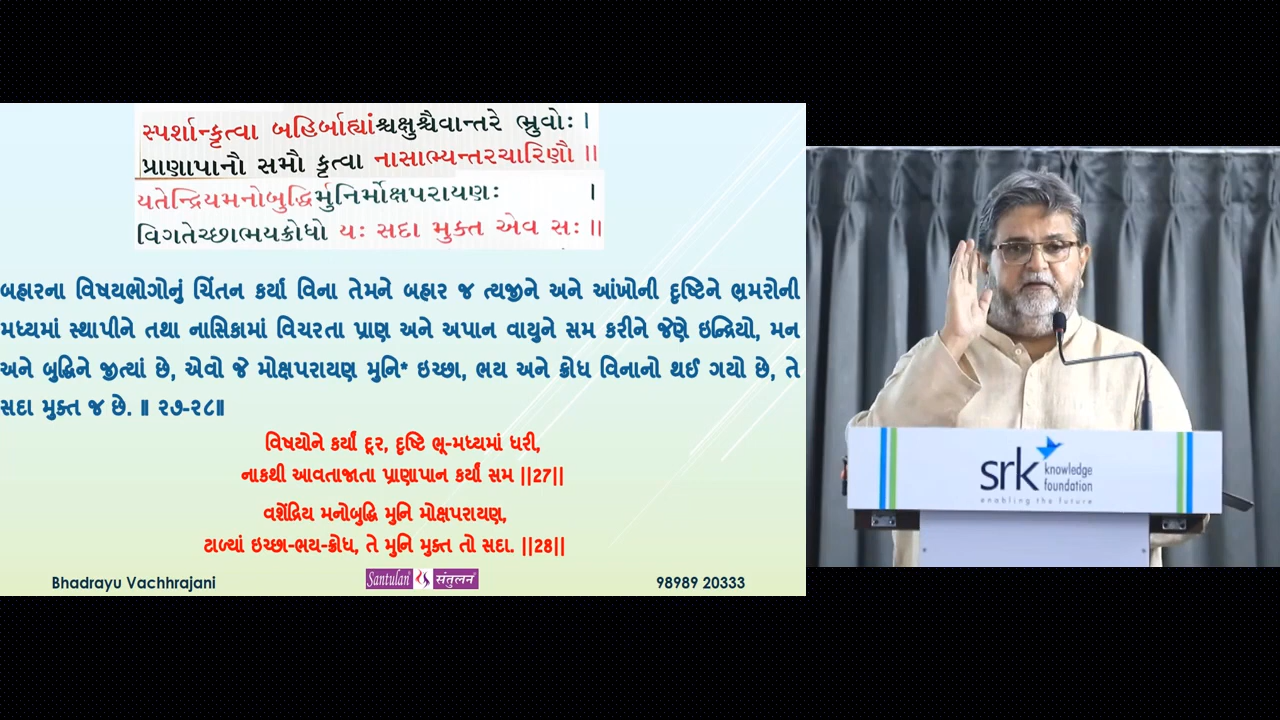 સ્પર્શાન્કૃત્વા બહિર્બાહ્યાંશ્ચક્ષુશ્ચૈવાન્તરે ભ્રુવોઃ ।
પ્રાણાપાનૌ સમૌ કૃત્વા નાસાભ્યન્તરચારિણૌ ॥
યતેન્દ્રિયમનોબુદ્ધિર્મુનિર્મોક્ષપરાયણઃ ।
વિગતેચ્છાભયક્રોધો યઃ સદા મુક્ત એવ સઃ ॥
બહારના વિષયભોગોનું ચિંતન કર્યા વિના તેમને બહાર જ ત્યજીને અને આંખોની દૃષ્ટિને ભ્રમરોની
મધ્યમાં સ્થાપીને તથા નાસિકામાં વિચરતા પ્રાણ અને અપાન વાયુને સમ કરીને જેણે ઇન્દ્રિયો, મન
અને બુદ્ધિને જીત્યાં છે, એવો જે મોક્ષપરાયણ મુનિ* ઇચ્છા, ભય અને ક્રોધ વિનાનો થઈ ગયો છે, તે
સદા મુક્ત જ છે. ॥ ૨૭-૨૮॥
વિષયોને કર્યાં દૂર, દૃષ્ટિ ભૂ-મધ્યમાં ધરી,
નાકથી આવતાજાતા પ્રાણાપાન કર્યાં સમ ||27||
વશેંદ્રિય મનોબુદ્ધિ મુનિ મોક્ષપરાયણ,
ટાળ્યાં ઇચ્છા-ભય-ક્રોધ, તે મુનિ મુક્ત તો સદા. ||28||
Bhadrayu Vachhrajani
Santulan® સંતુલન®
98989 20333
srk knowledge
foundation
enabling the future